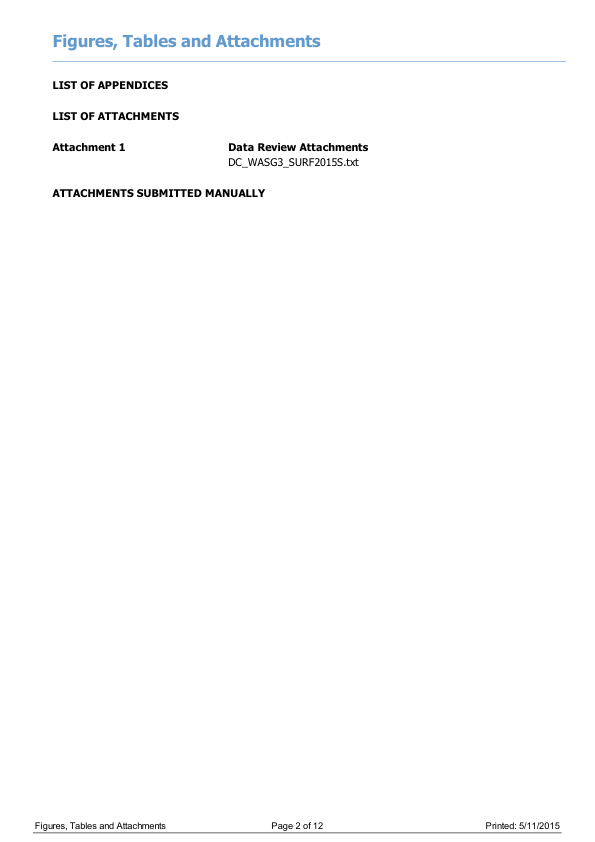 Figures, Tables and Attachments
LIST OF APPENDICES
LIST OF ATTACHMENTS
Attachment 1 Data Review Attachments
DC_WASG3_SURF2015S.txt
ATTACHMENTS SUBMITTED MANUALLY
Figures, Tables and Attachments Page 2 of 12 Printed: 5/11/2015